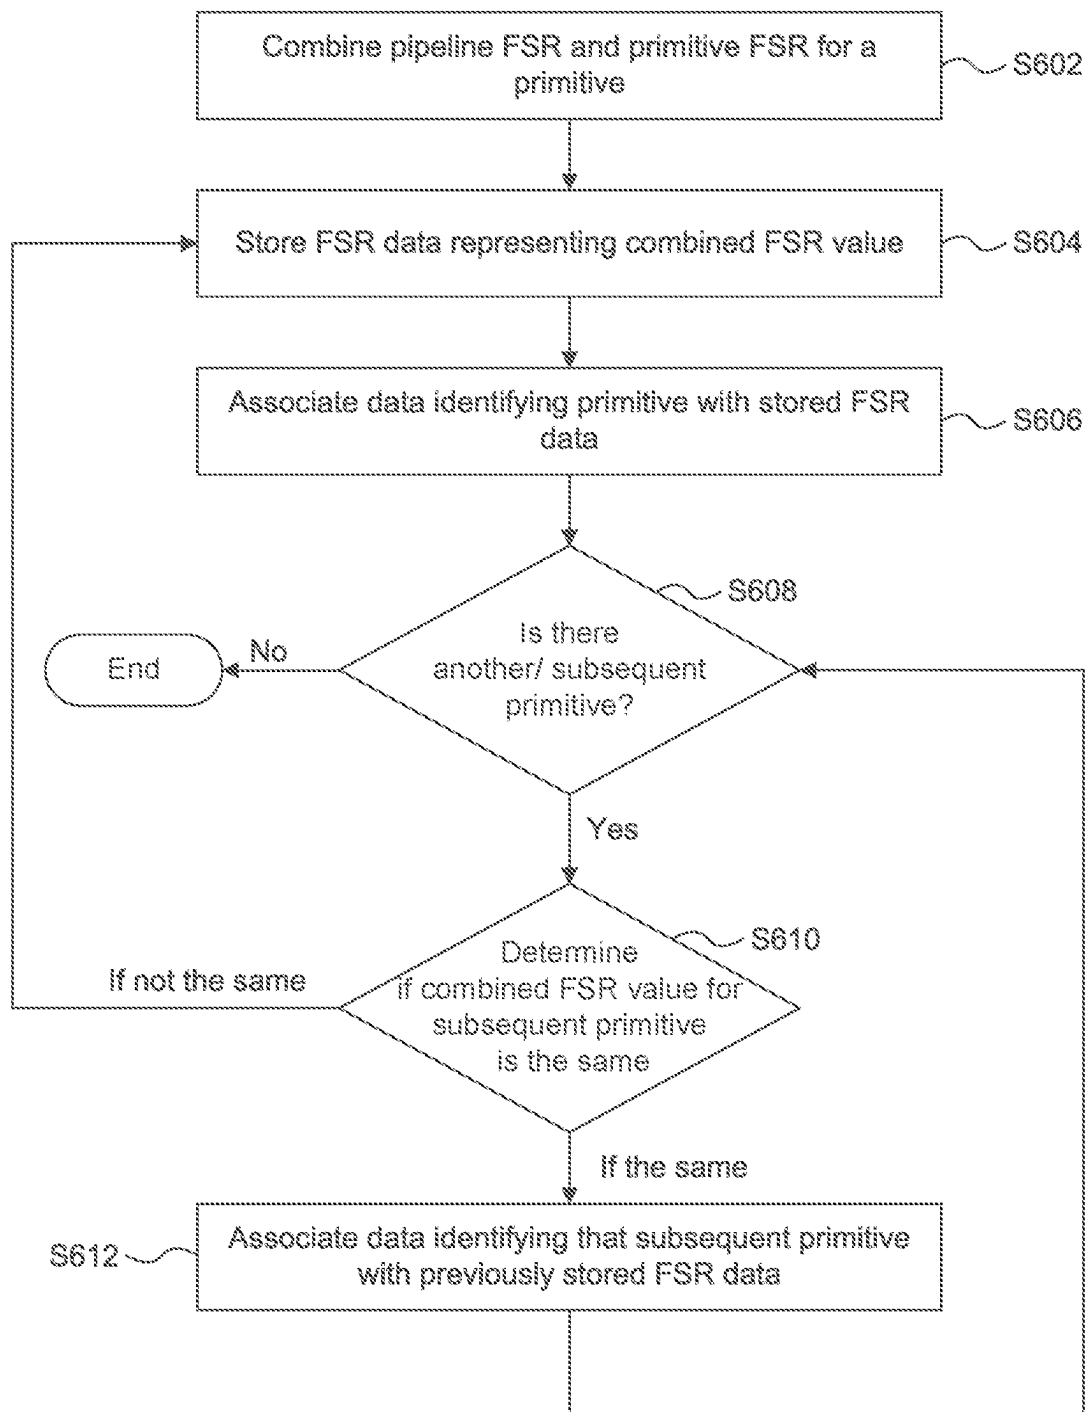 Combine pipeline FSR and primitive FSR for a
primitive
S602
Store FSR data representing combined FSR value
S604
Associate data identifying primitive with stored FSR
data
S606
S608
Is there
another/ subsequent
primitive?
No
End
Yes
S610
Determine
if combined FSR value for
subsequent primitive
is the same
If not the same
If the same
S612
Associate data identifying that subsequent primitive
with previously stored FSR data